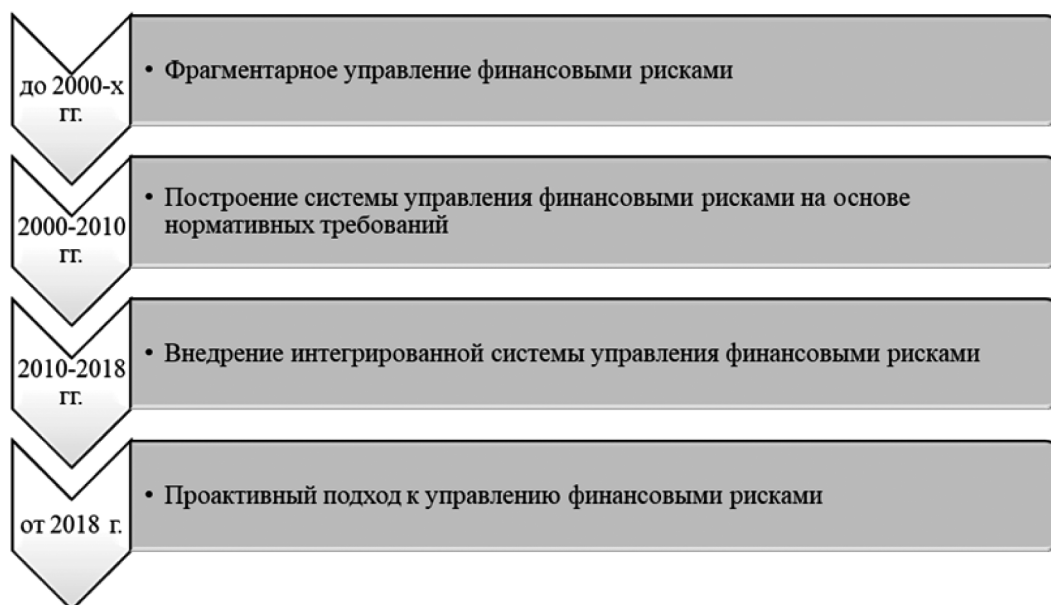 до 2000-х
гг.
• Фрагментарное управление финансовыми рисками
2000-2010
гг.
• Построение системы управления финансовыми рисками на основе
нормативных требований
2010-2018
гг.
• Внедрение интегрированной системы управления финансовыми рисками
от 2018 г.
• Проактивный подход к управлению финансовыми рисками